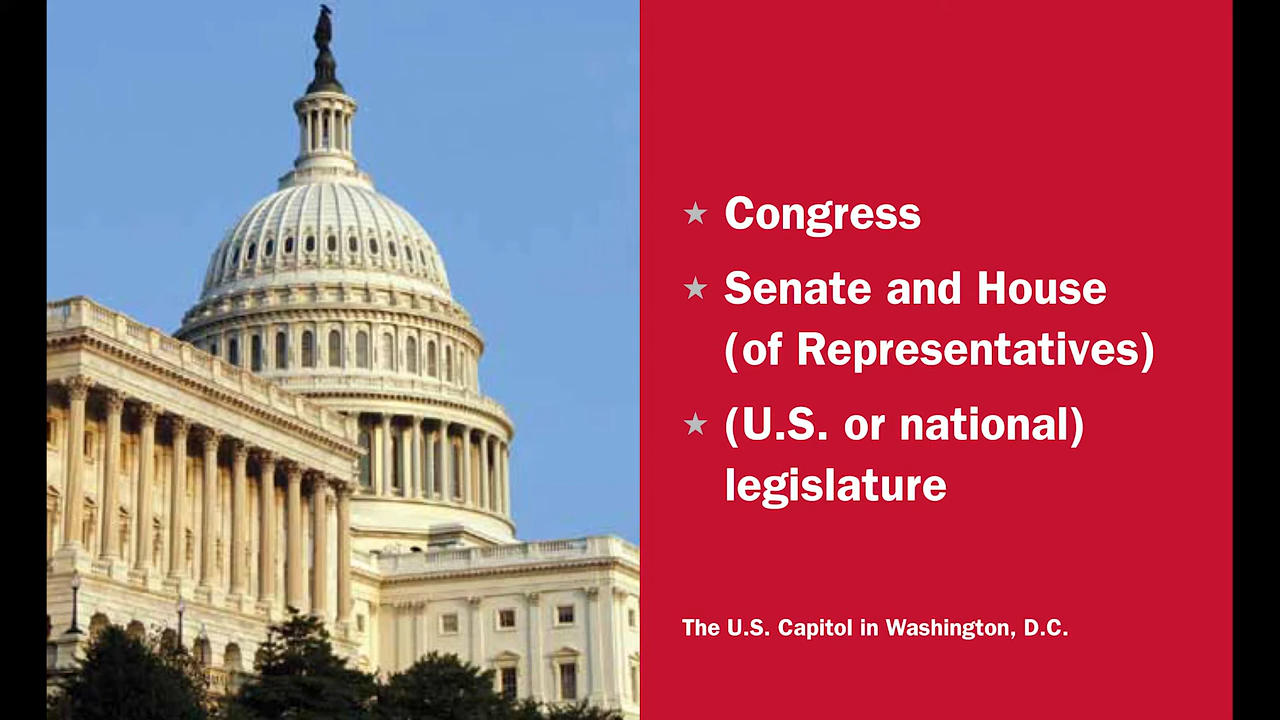 Congress
Senate and House
(of Representatives)
(U.S. or national)
legislature
The U.S. Capitol in Washington, D.C.